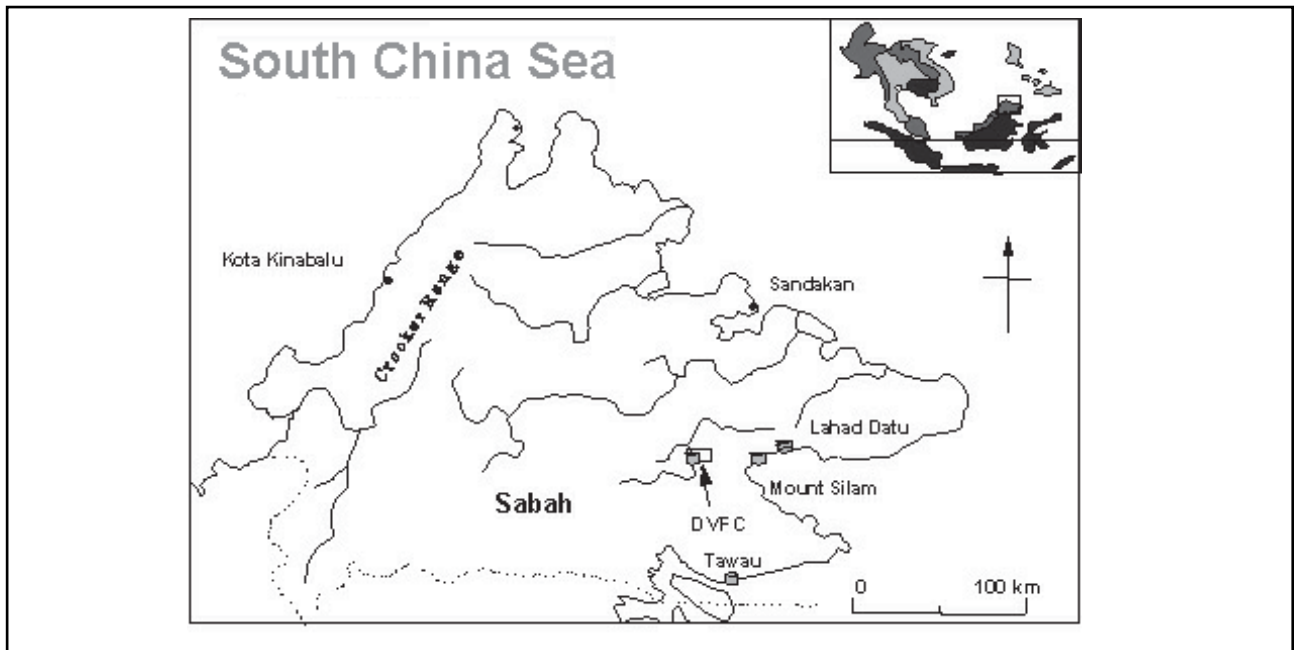 South China Sea
Kota Kinabalu
Crocker Range
Sandakan
Lahad Datu
Mount Silam
Sabah
DVFC
Tawau
0 100 km